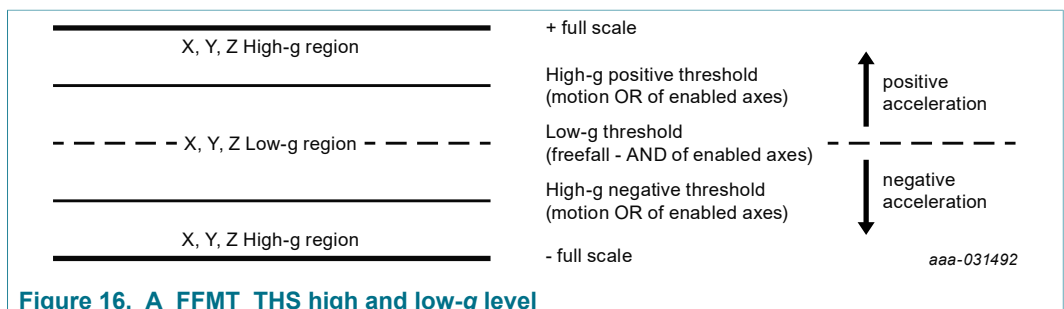 + full scale
X, Y, Z High-g region
High-g positive threshold
(motion OR of enabled axes)
positive
acceleration
X, Y, Z Low-g region
Low-g threshold
(freefall - AND of enabled axes)
High-g negative threshold
(motion OR of enabled axes)
negative
acceleration
X, Y, Z High-g region
- full scale
aaa-031492
Figure 16. A_FFMT_THS high and low-g level